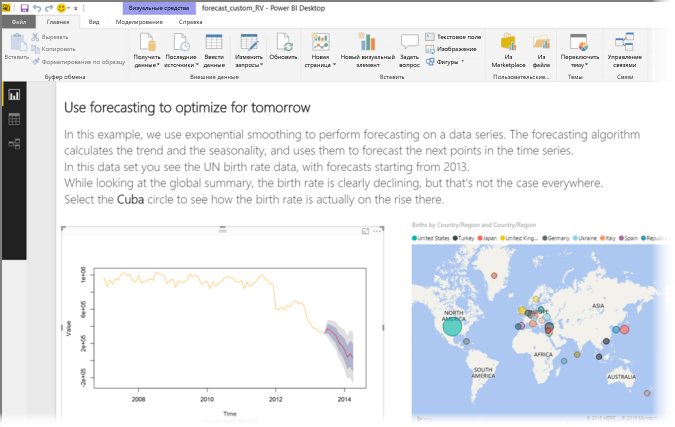 Визуальные средства
forecast_custom_RV - Power BI Desktop
Файл Главная Вид Моделирование Справка
Вставить
Вырезать
Копировать
Форматирование по образцу
Буфер обмена
Получить данные
Последние источники
Ввести данные
Изменить запросы
Обновить
Внешние данные
Новая страница
Новый визуальный элемент
Задать вопрос
Текстовое поле
Изображение
Фигуры
Вставить
Из Marketplace
Из файла
Пользовательские...
Переключить тему
Темы
Управление связями
Связи
Use forecasting to optimize for tomorrow
In this example, we use exponential smoothing to perform forecasting on a data series. The forecasting algorithm
calculates the trend and the seasonality, and uses them to forecast the next points in the time series.
In this data set you see the UN birth rate data, with forecasts starting from 2013.
While looking at the global summary, the birth rate is clearly declining, but that's not the case everywhere.
Select the Cuba circle to see how the birth rate is actually on the rise there.
Value
1e+06
6e+05
2e+05
-2e+05
2008 2010 2012 2014
Time
Births by Country/Region and Country/Region
United States Turkey Japan United King... Germany Ukraine Italy Spain Republi
NORTH AMERICA
EUROPE
ASIA
AFRICA
SOUTH AMERICA
AUSTRALIA